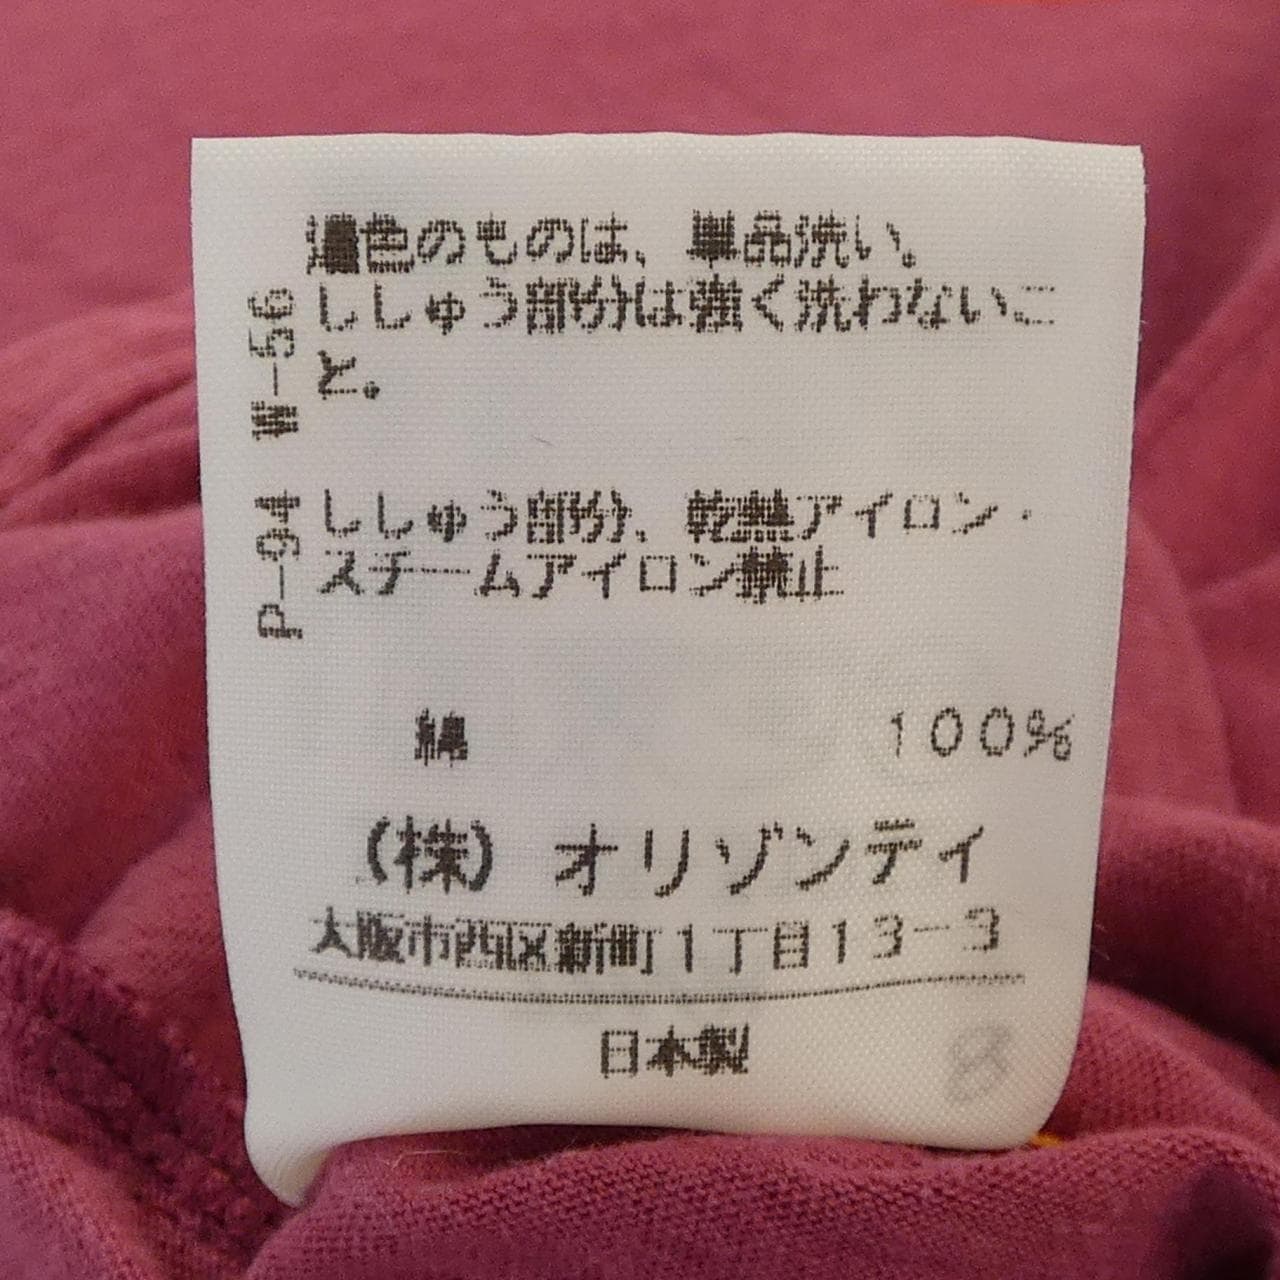 濃色のものは、単品洗い。
ししゅう部分は強く洗わないこ
と。
W-56
ししゅう部分、乾熱アイロン・
スチームアイロン禁止
P-94
綿 100%
(株) オリゾンティ
大阪市西区新町1丁目13-3
日本製
8